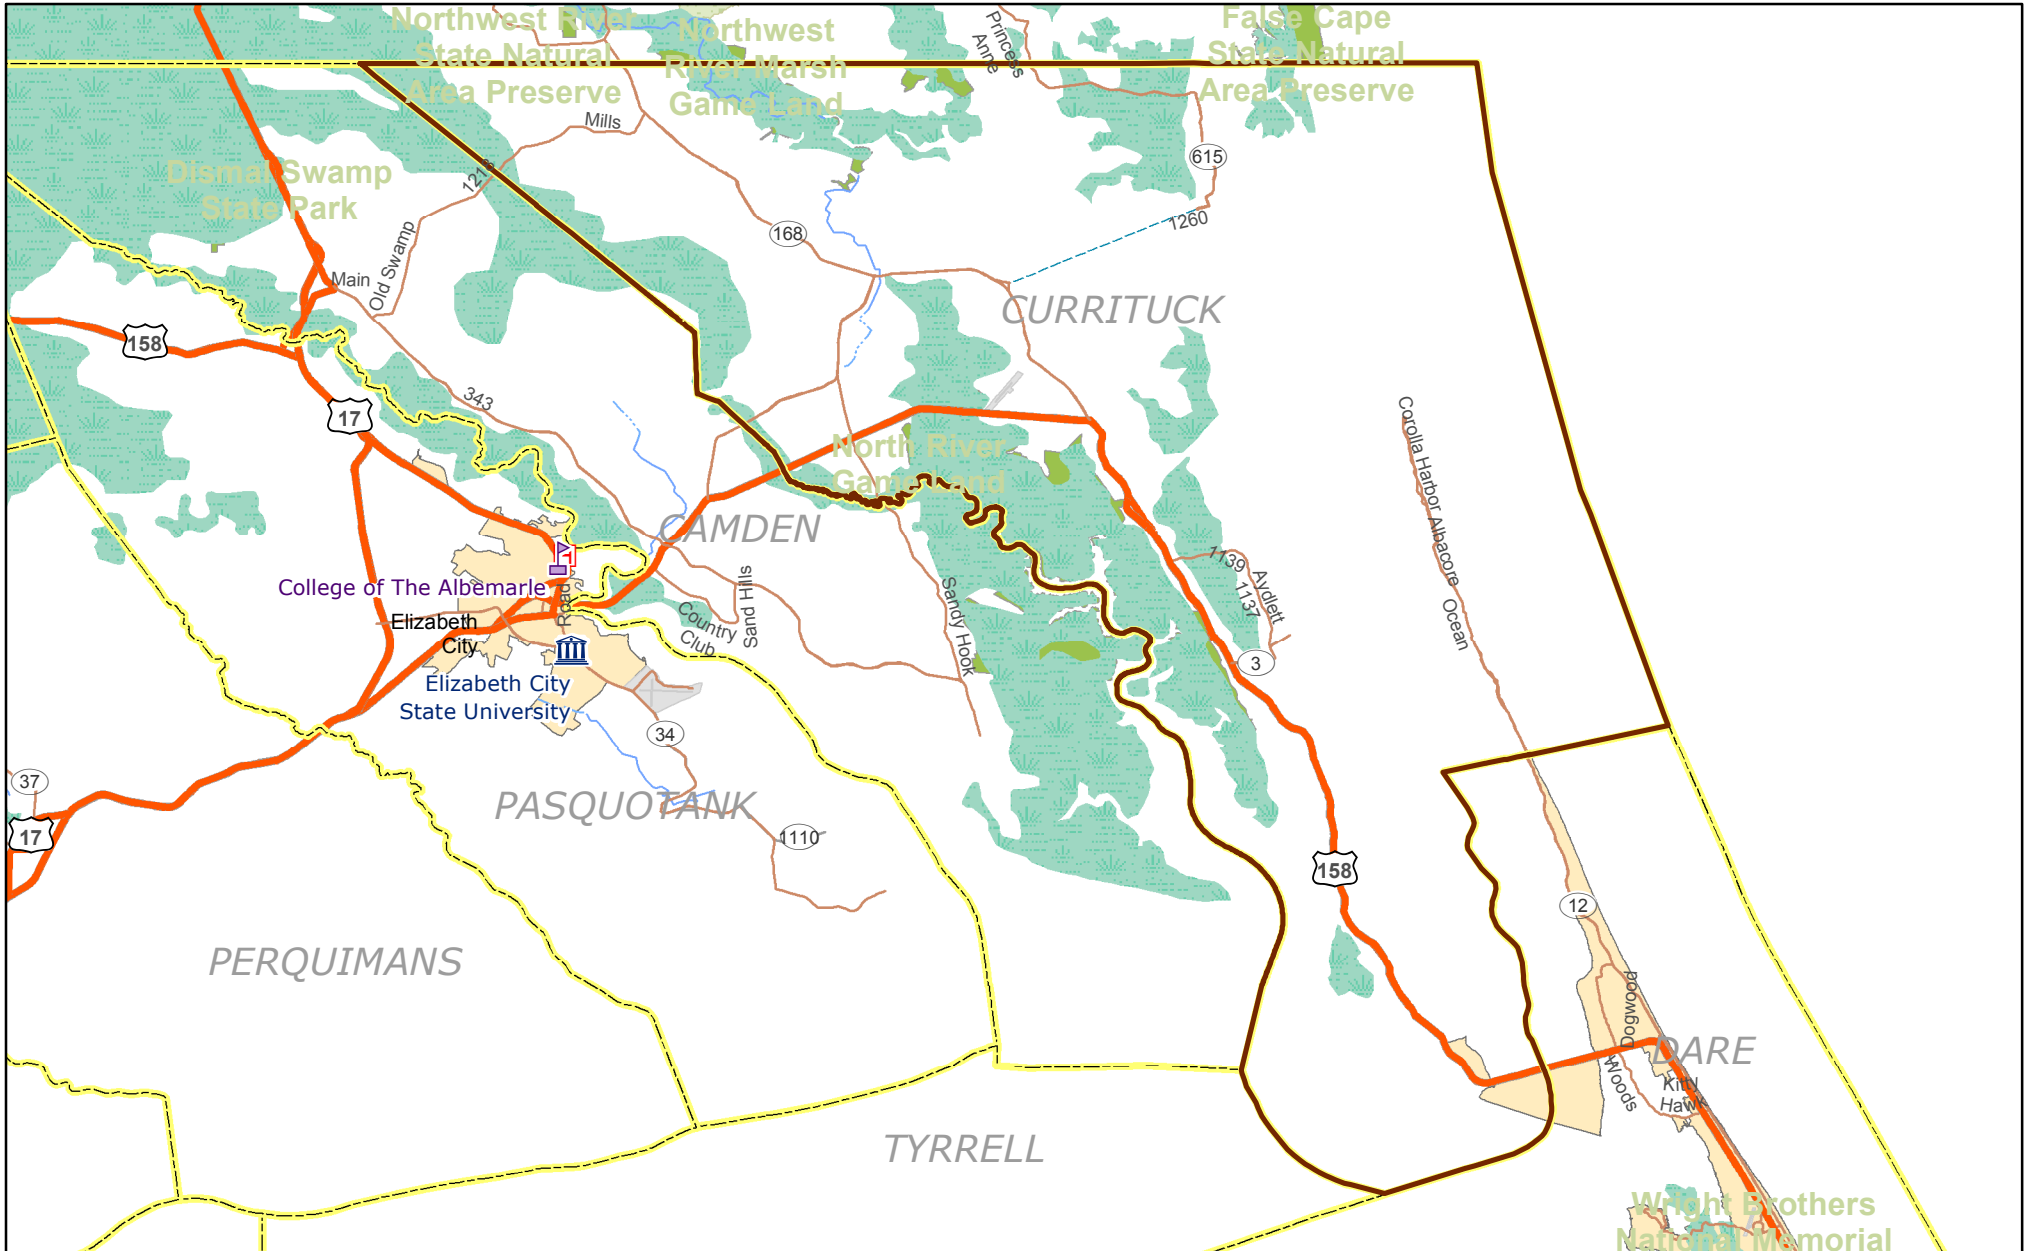 Northwest River
State Natural
Area Preserve
Northwest
River Marsh
Game Land
Princess
Anne
False Cape
State Natural
Area Preserve
Mills
615
Dismal Swamp
State Park
1218
1260
168
Main
Old Swamp
CURRITUCK
158
17
343
North River
Game Land
Corolla Harbor Albacore Ocean
CAMDEN
College of The Albemarle
Road
Elizabeth
City
Sand Hills
Country
Club
Sandy Hook
1139
1137
Aydlett
3
Elizabeth City
State University
34
37
17
PASQUOTANK
1110
158
12
PERQUIMANS
Dogwood
Woods
DARE
Hawk
TYRRELL
Wright Brothers
National Memorial